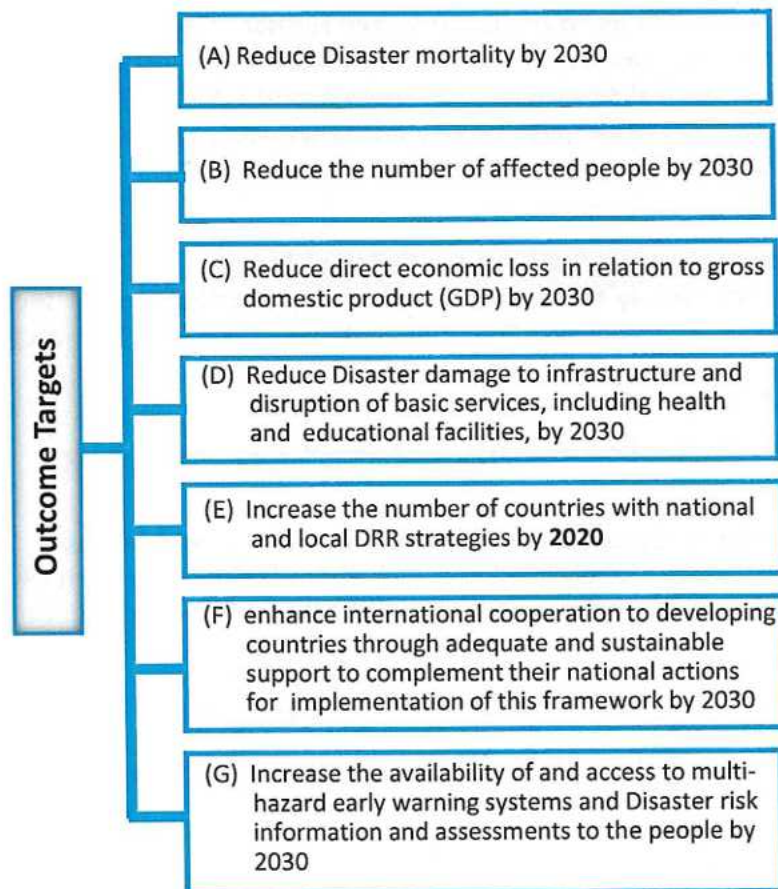 Outcome Targets
(A) Reduce Disaster mortality by 2030
(B) Reduce the number of affected people by 2030
(C) Reduce direct economic loss in relation to gross
domestic product (GDP) by 2030
(D) Reduce Disaster damage to infrastructure and
disruption of basic services, including health
and educational facilities, by 2030
(E) Increase the number of countries with national
and local DRR strategies by 2020
(F) enhance international cooperation to developing
countries through adequate and sustainable
support to complement their national actions
for implementation of this framework by 2030
(G) Increase the availability of and access to multi-
hazard early warning systems and Disaster risk
information and assessments to the people by
2030